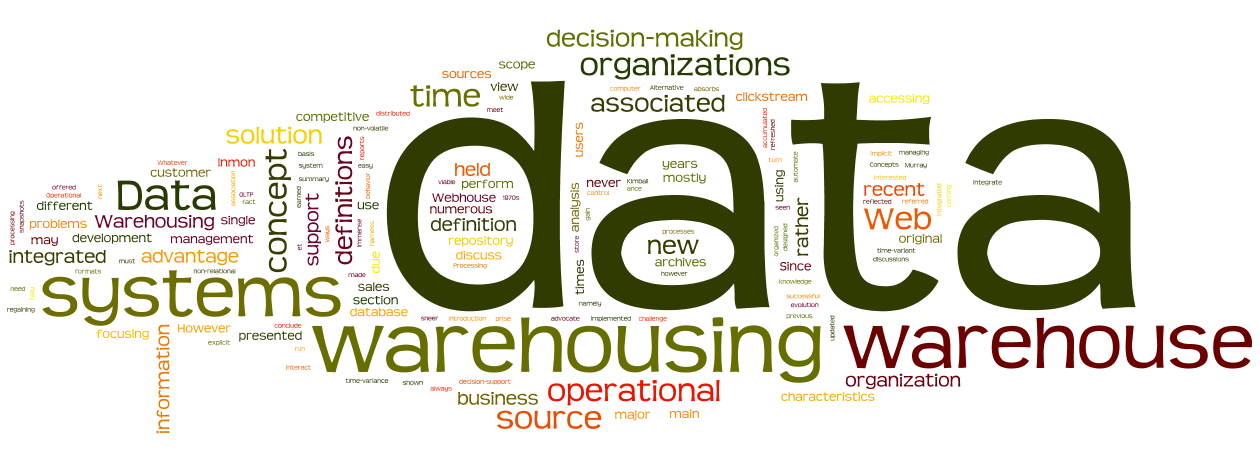 decision-making
scope
organizations
sources
view
time
wide
computer
Alternative
absorbs
associated
clickstream
accessing
meet
competitive
distributed
non-volatile
solution
users
accumulated
refreshed
basis
system
summary
easy
reports
behavior
Whatever
Inmon
customer
association
OLTP
fact
earned
concept
support
definitions
use
held
viable
perform
Webhouse
1970s
numerous
definition
repository
discuss
Processing
years
mostly
never
Kimball
control
analysis
gain
store
times
namely
new
processes
archives
however
data
turn
automate
using
seen
rather
organized
designed
Since
knowledge
implicit
managing
Concepts
Murray
interested
recent
reflected
referred
Web
original
time-variant
discussions
integrated
coming
integrate
offered
Operational
next
Data
different
processing
snapshots
problems
Warehousing
single
may
development
management
ways
et
immense
harness
due
integrated
must
advantage
formats
non-relational
made
need
regaining
systems
sales
section
database
focusing
However
explicit
conclude
presented
run
information
sheer
introduction
prise
advocate
Implemented
challenge
successful
evolution
previous
updated
warehousing
warehouse
interact
time-variance
shown
always
decision-support
business
operational
source
major
main
organization
characteristics